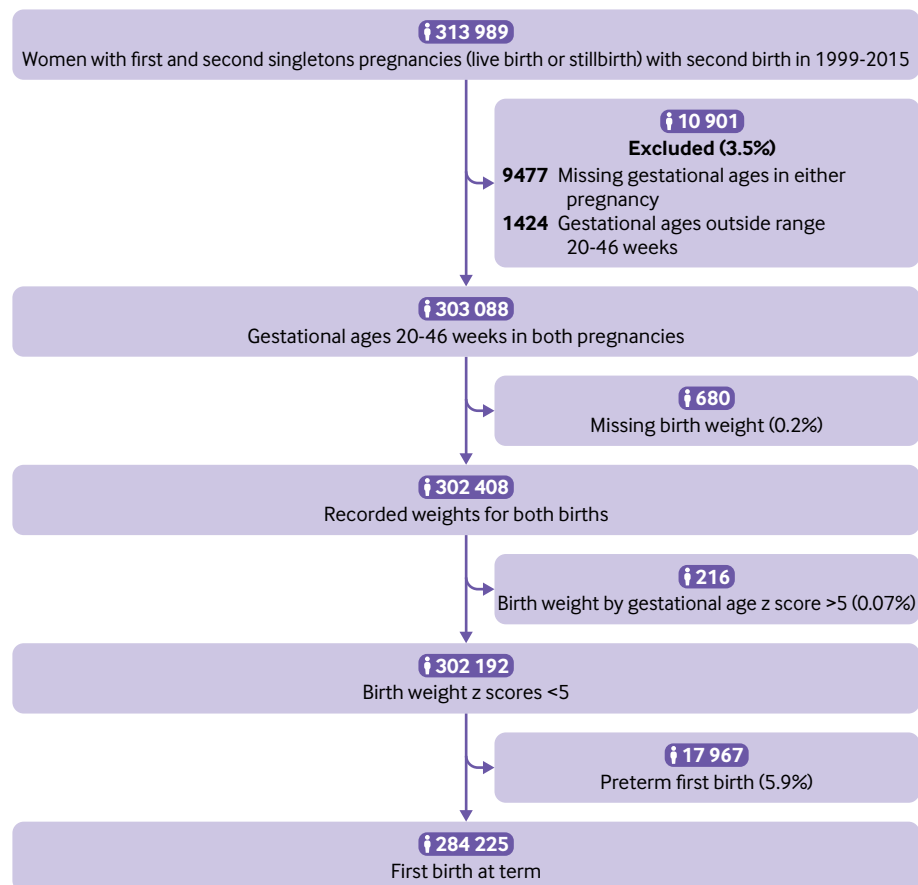 313 989
Women with first and second singletons pregnancies (live birth or stillbirth) with second birth in 1999-2015
10 901
Excluded (3.5%)
9477 Missing gestational ages in either
pregnancy
1424 Gestational ages outside range
20-46 weeks
303 088
Gestational ages 20-46 weeks in both pregnancies
680
Missing birth weight (0.2%)
302 408
Recorded weights for both births
216
Birth weight by gestational age z score >5 (0.07%)
302 192
Birth weight z scores <5
17 967
Preterm first birth (5.9%)
284 225
First birth at term